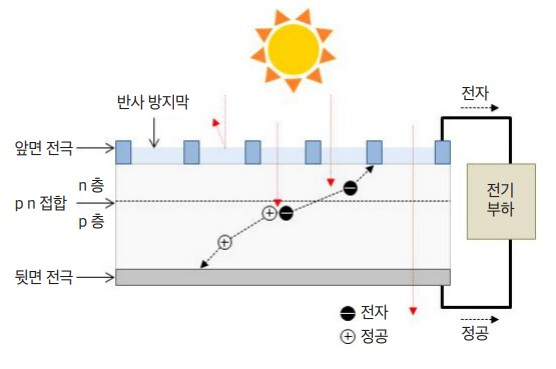 전자
반사 방지막
앞면 전극
n 층
p n 접합
p 층
전기
부하
뒷면 전극
전자
정공
정공